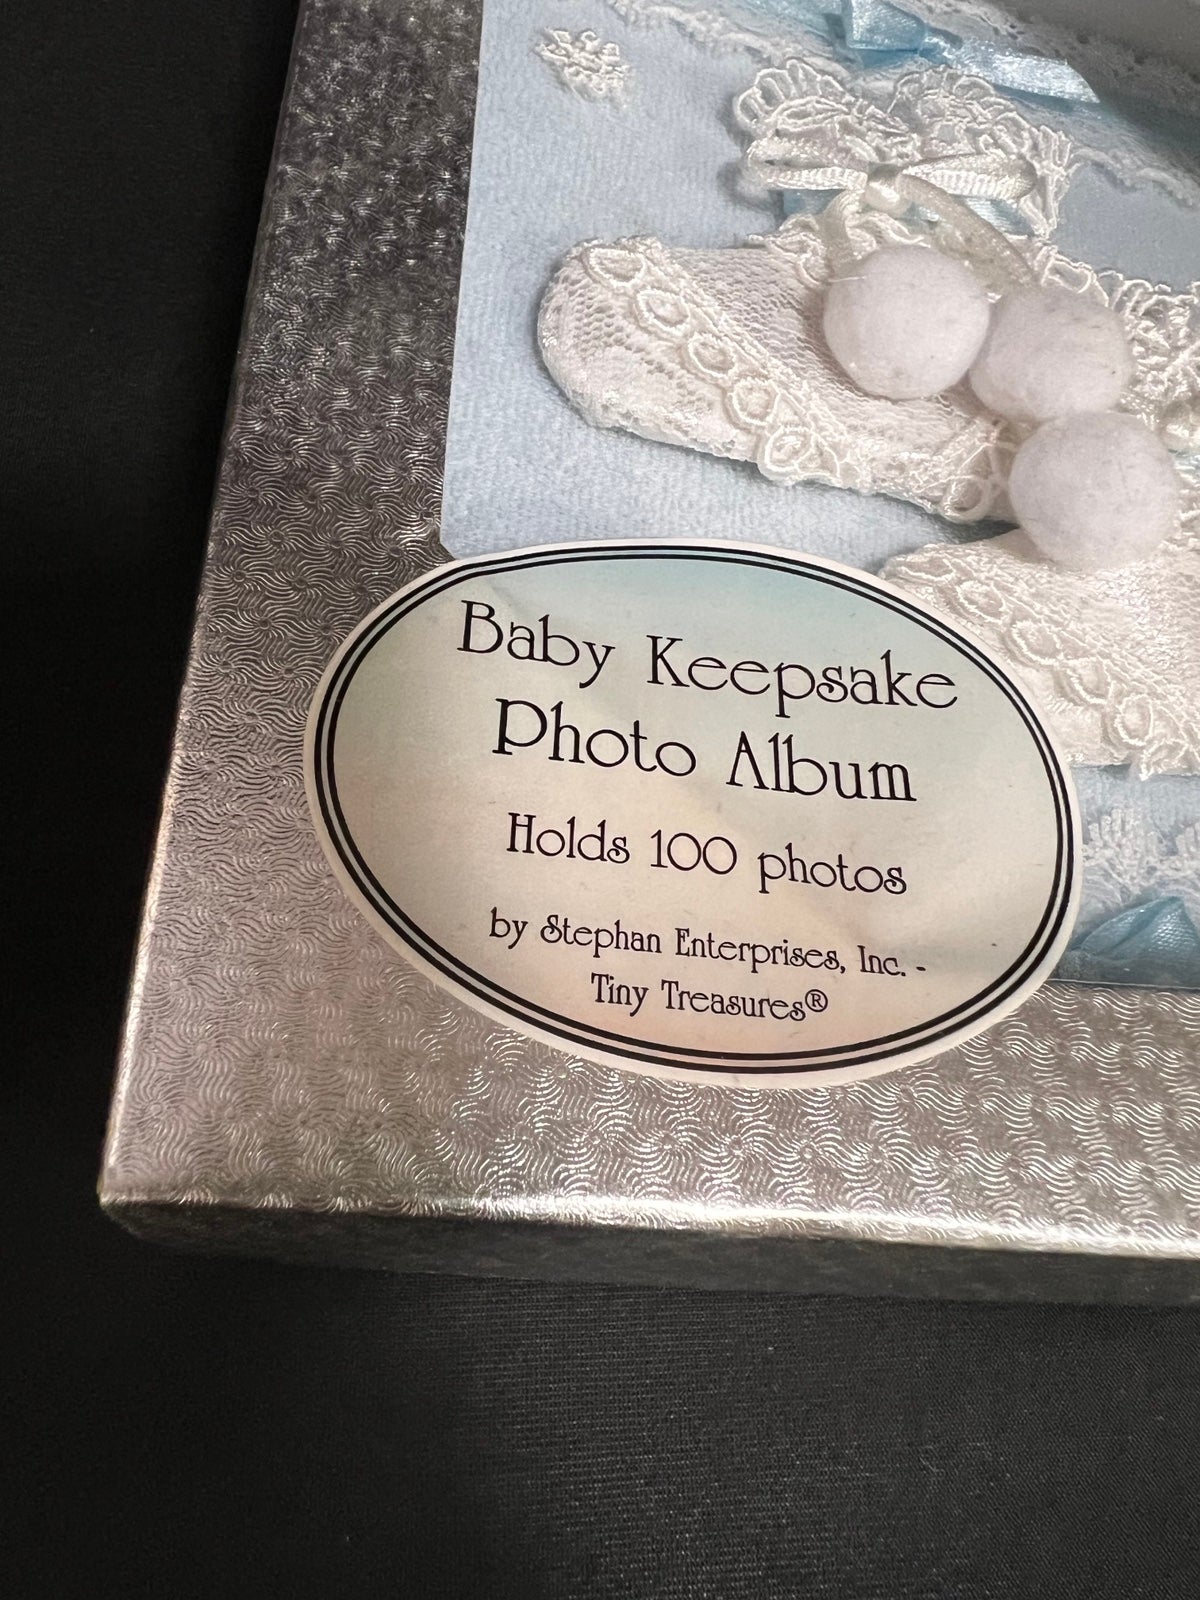 Baby Keepsake
Photo Album
Holds 100 photos
by Stephan Enterprises, Inc. -
Tiny Treasures®